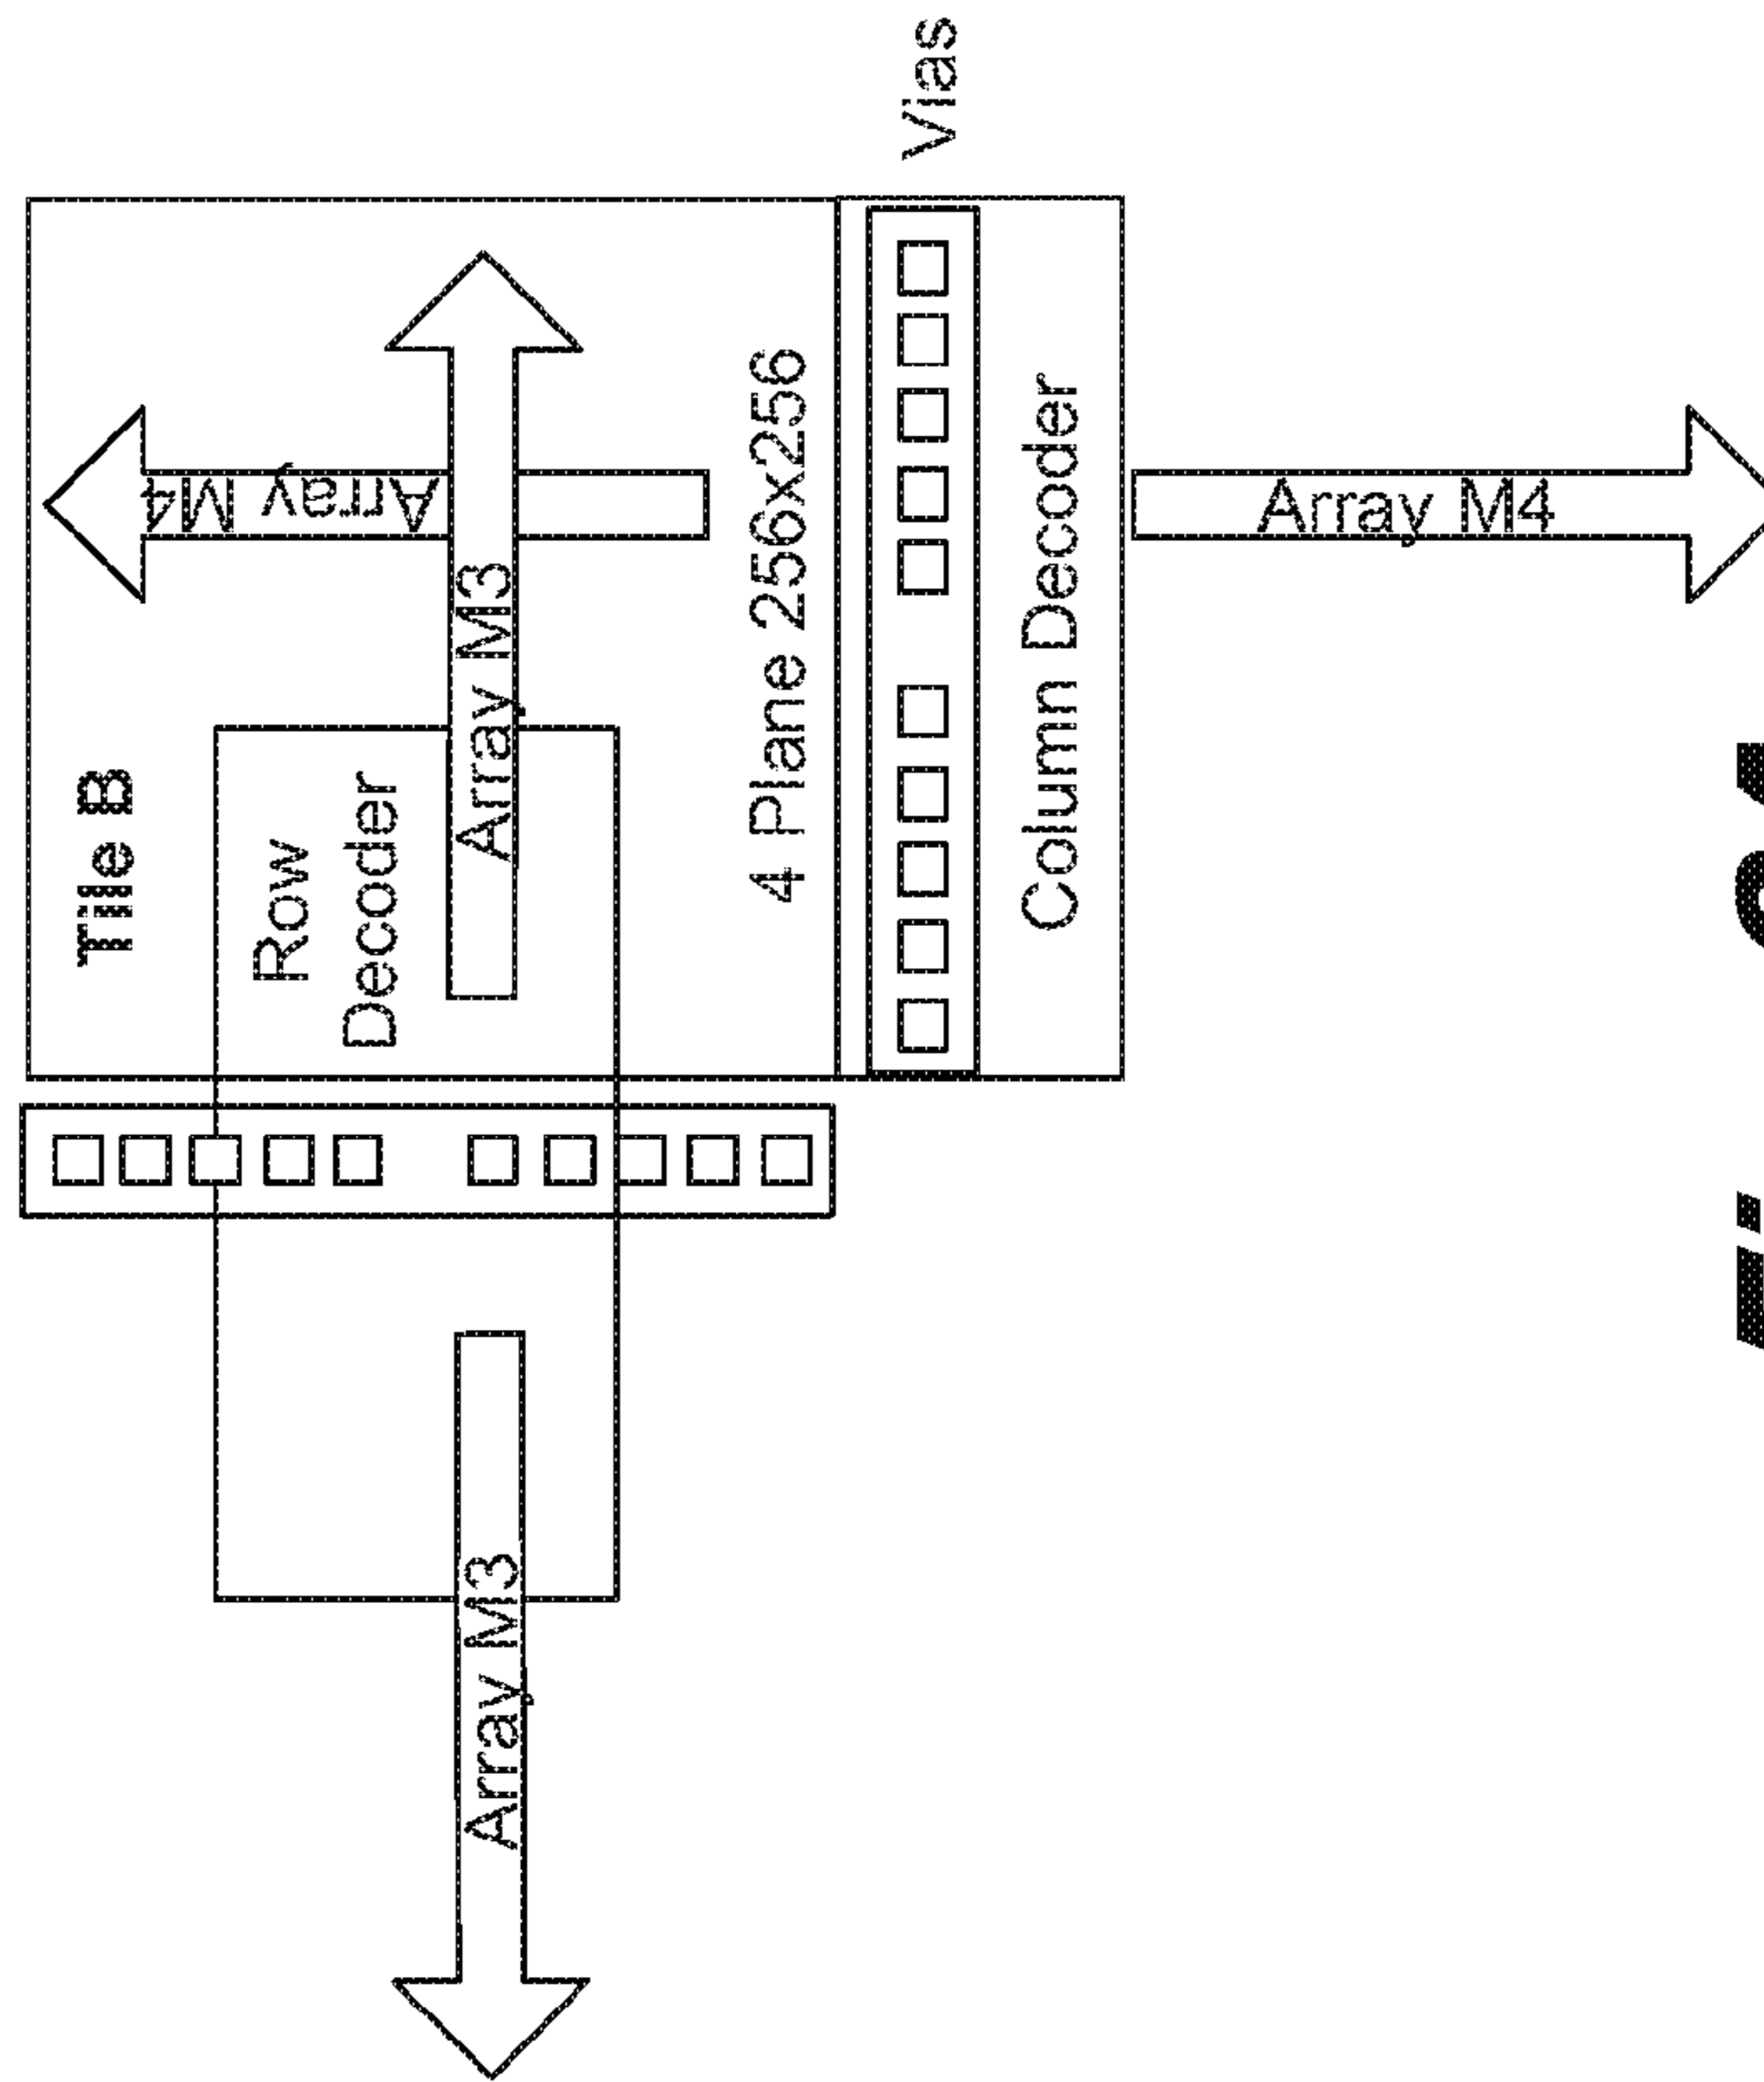 Tile B
Row
Decoder
Array M4
Array M3
4 Plane 256x256
Vias
Column Decoder
Array M4
Array M3